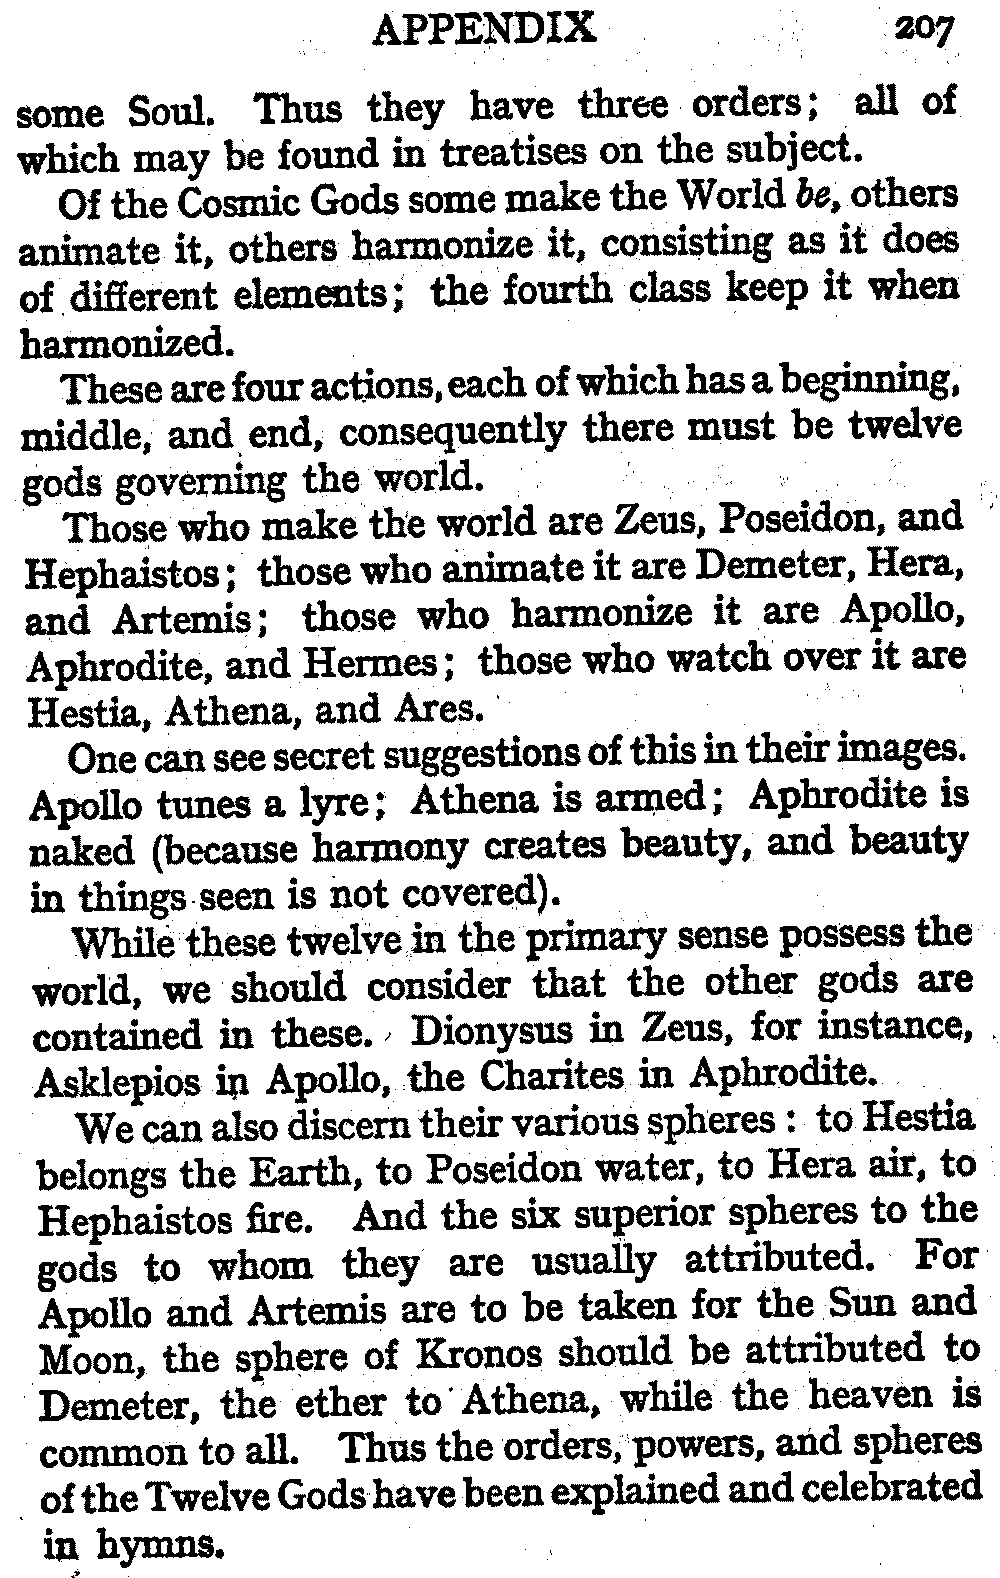 APPENDIX 207
some Soul. Thus they have three orders; all of
which may be found in treatises on the subject.
Of the Cosmic Gods some make the World be, others
animate it, others harmonize it, consisting as it does
of different elements; the fourth class keep it when
harmonized.
These are four actions, each of which has a beginning,
middle, and end, consequently there must be twelve
gods governing the world.
Those who make the world are Zeus, Poseidon, and
Hephaistos; those who animate it are Demeter, Hera,
and Artemis; those who harmonize it are Apollo,
Aphrodite, and Hermes; those who watch over it are
Hestia, Athena, and Ares.
One can see secret suggestions of this in their images.
Apollo tunes a lyre; Athena is armed; Aphrodite is
naked (because harmony creates beauty, and beauty
in things seen is not covered).
While these twelve in the primary sense possess the
world, we should consider that the other gods are
contained in these. Dionysus in Zeus, for instance,
Asklepios in Apollo, the Charites in Aphrodite.
We can also discern their various spheres : to Hestia
belongs the Earth, to Poseidon water, to Hera air, to
Hephaistos fire. And the six superior spheres to the
gods to whom they are usually attributed. For
Apollo and Artemis are to be taken for the Sun and
Moon, the sphere of Kronos should be attributed to
Demeter, the ether to Athena, while the heaven is
common to all. Thus the orders, powers, and spheres
of the Twelve Gods have been explained and celebrated
in hymns.